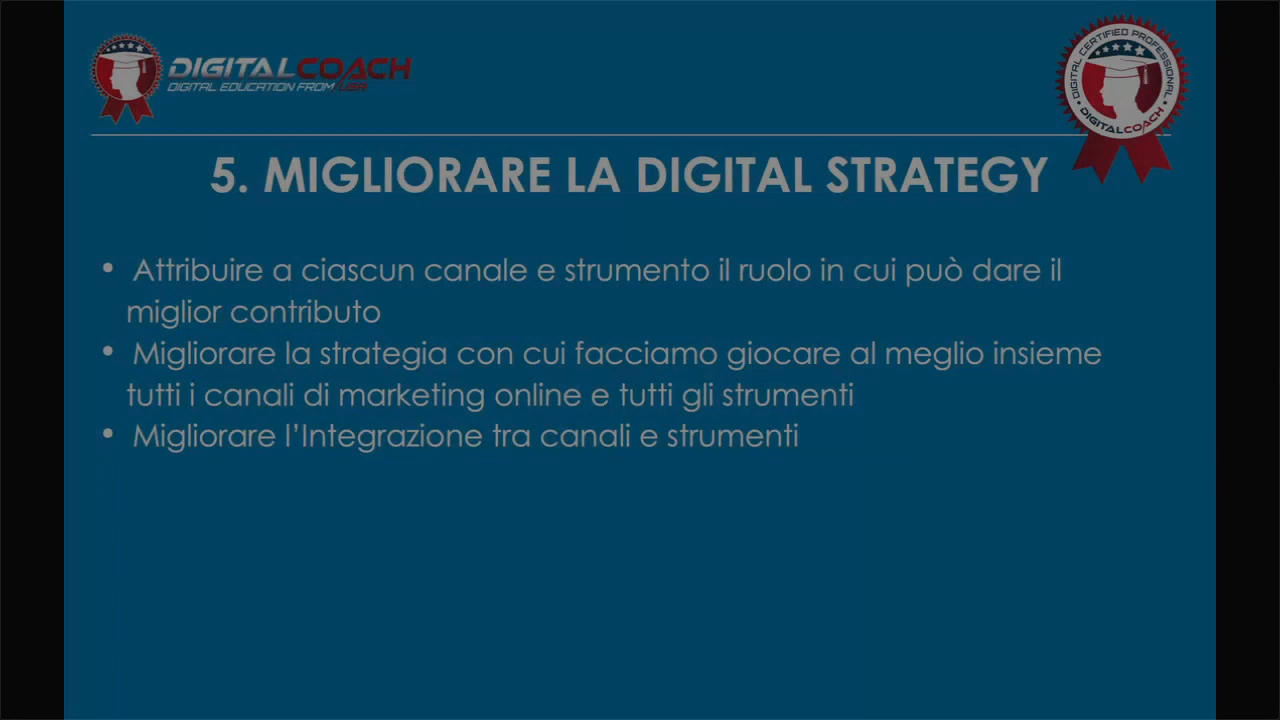 DIGITALCOACH
DIGITAL EDUCATION FROM USA
DIGITAL CERTIFIED PROFESSIONAL
DIGITALCOACH
5. MIGLIORARE LA DIGITAL STRATEGY
• Attribuire a ciascun canale e strumento il ruolo in cui può dare il
miglior contributo
• Migliorare la strategia con cui facciamo giocare al meglio insieme
tutti i canali di marketing online e tutti gli strumenti
• Migliorare l’Integrazione tra canali e strumenti